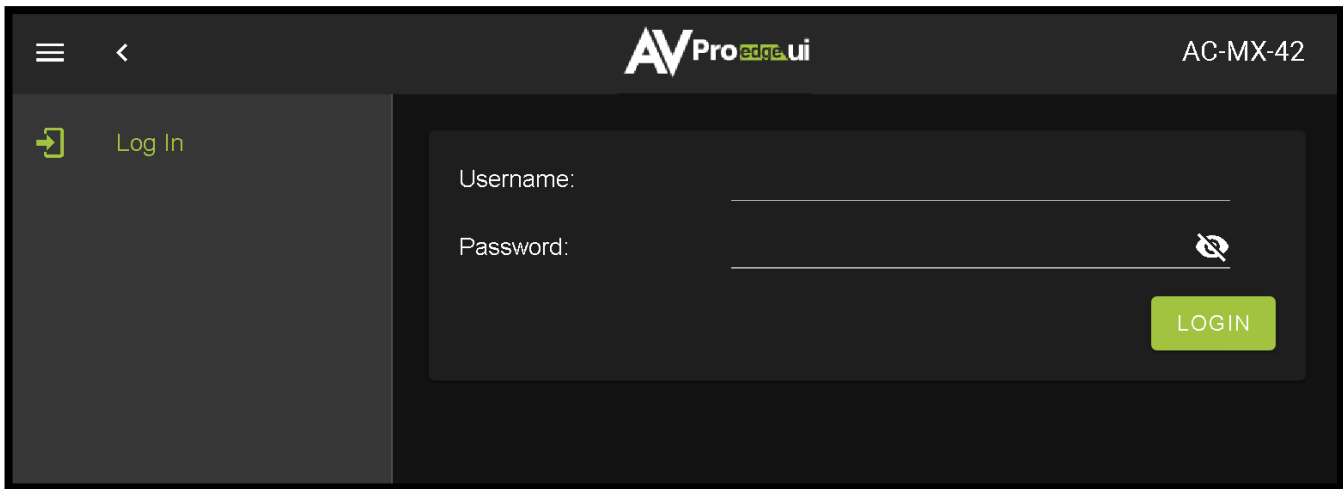 AVProedge.ui
AC-MX-42
Log In
Username:
Password:
LOGIN